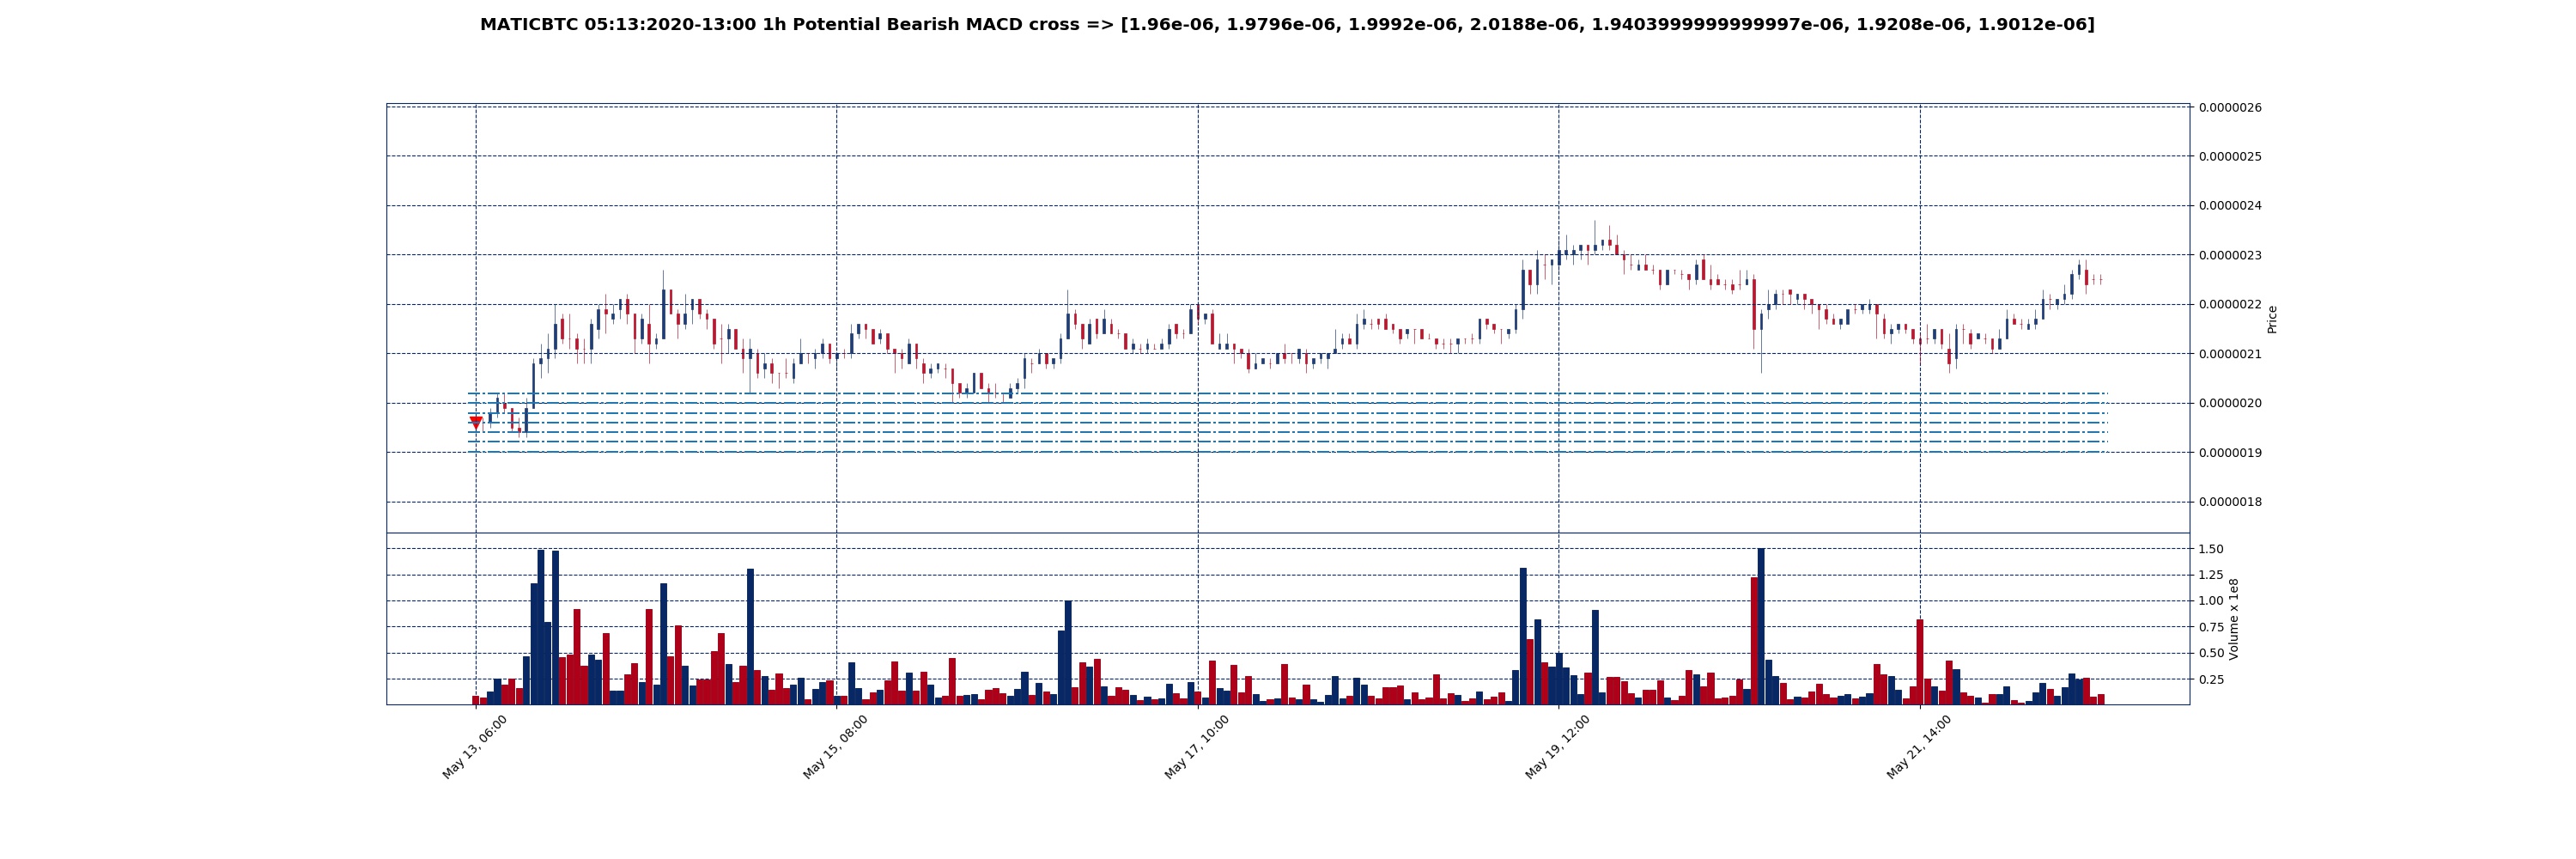 MATICBTC 05:13:2020-13:00 1h Potential Bearish MACD cross => [1.96e-06, 1.9796e-06, 1.9992e-06, 2.0188e-06, 1.9403999999999997e-06, 1.9208e-06, 1.9012e-06]
0.0000026
0.0000025
0.0000024
0.0000023
0.0000022
0.0000021
0.0000020
0.0000019
0.0000018
Price
1.50
1.25
1.00
0.75
0.50
0.25
Volume x 1e8
May 13, 06:00
May 15, 08:00
May 17, 10:00
May 19, 12:00
May 21, 14:00